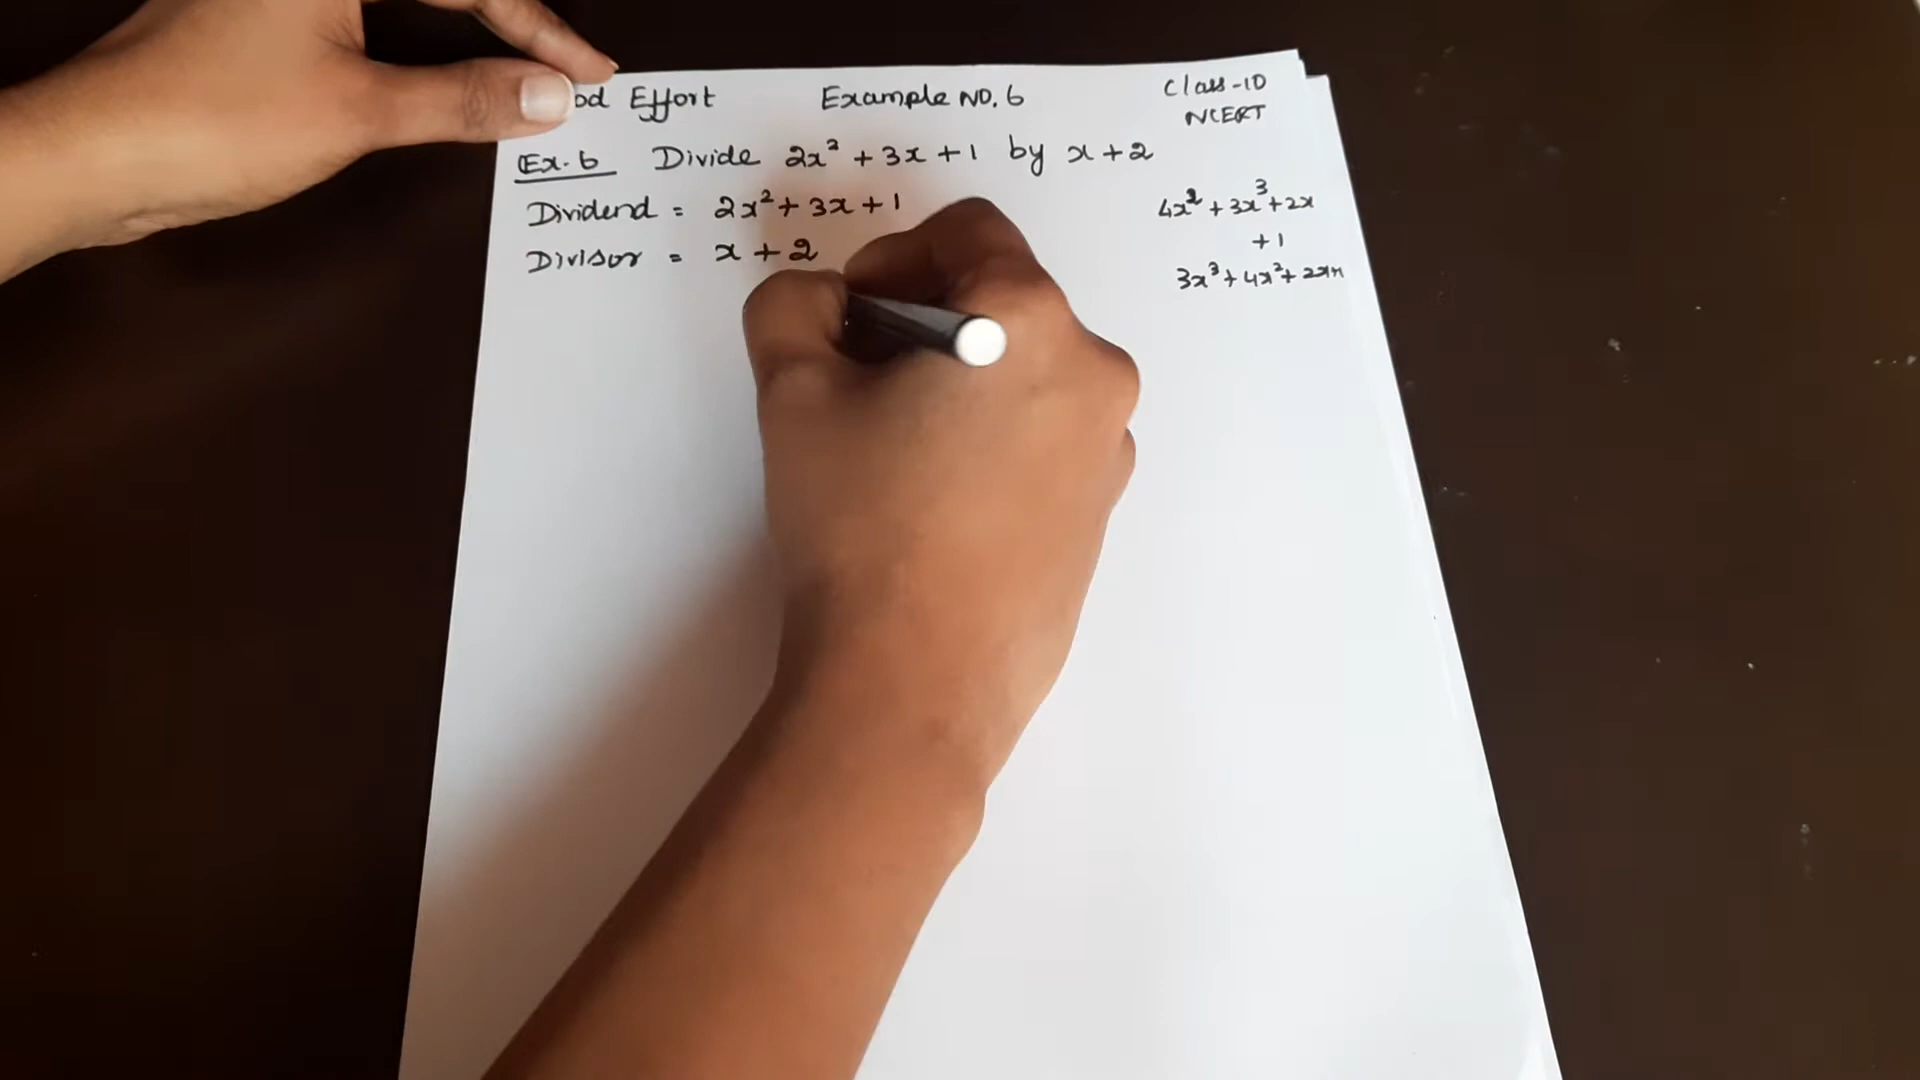 od Effort Example NO. 6 Class-10
NCERT
Ex-6 Divide 2x² + 3x + 1 by x + 2
Dividend = 2x² + 3x + 1
Divisor = x + 2
4x² + 3x³ + 2x
+ 1
3x³ + 4x² + 2x+1